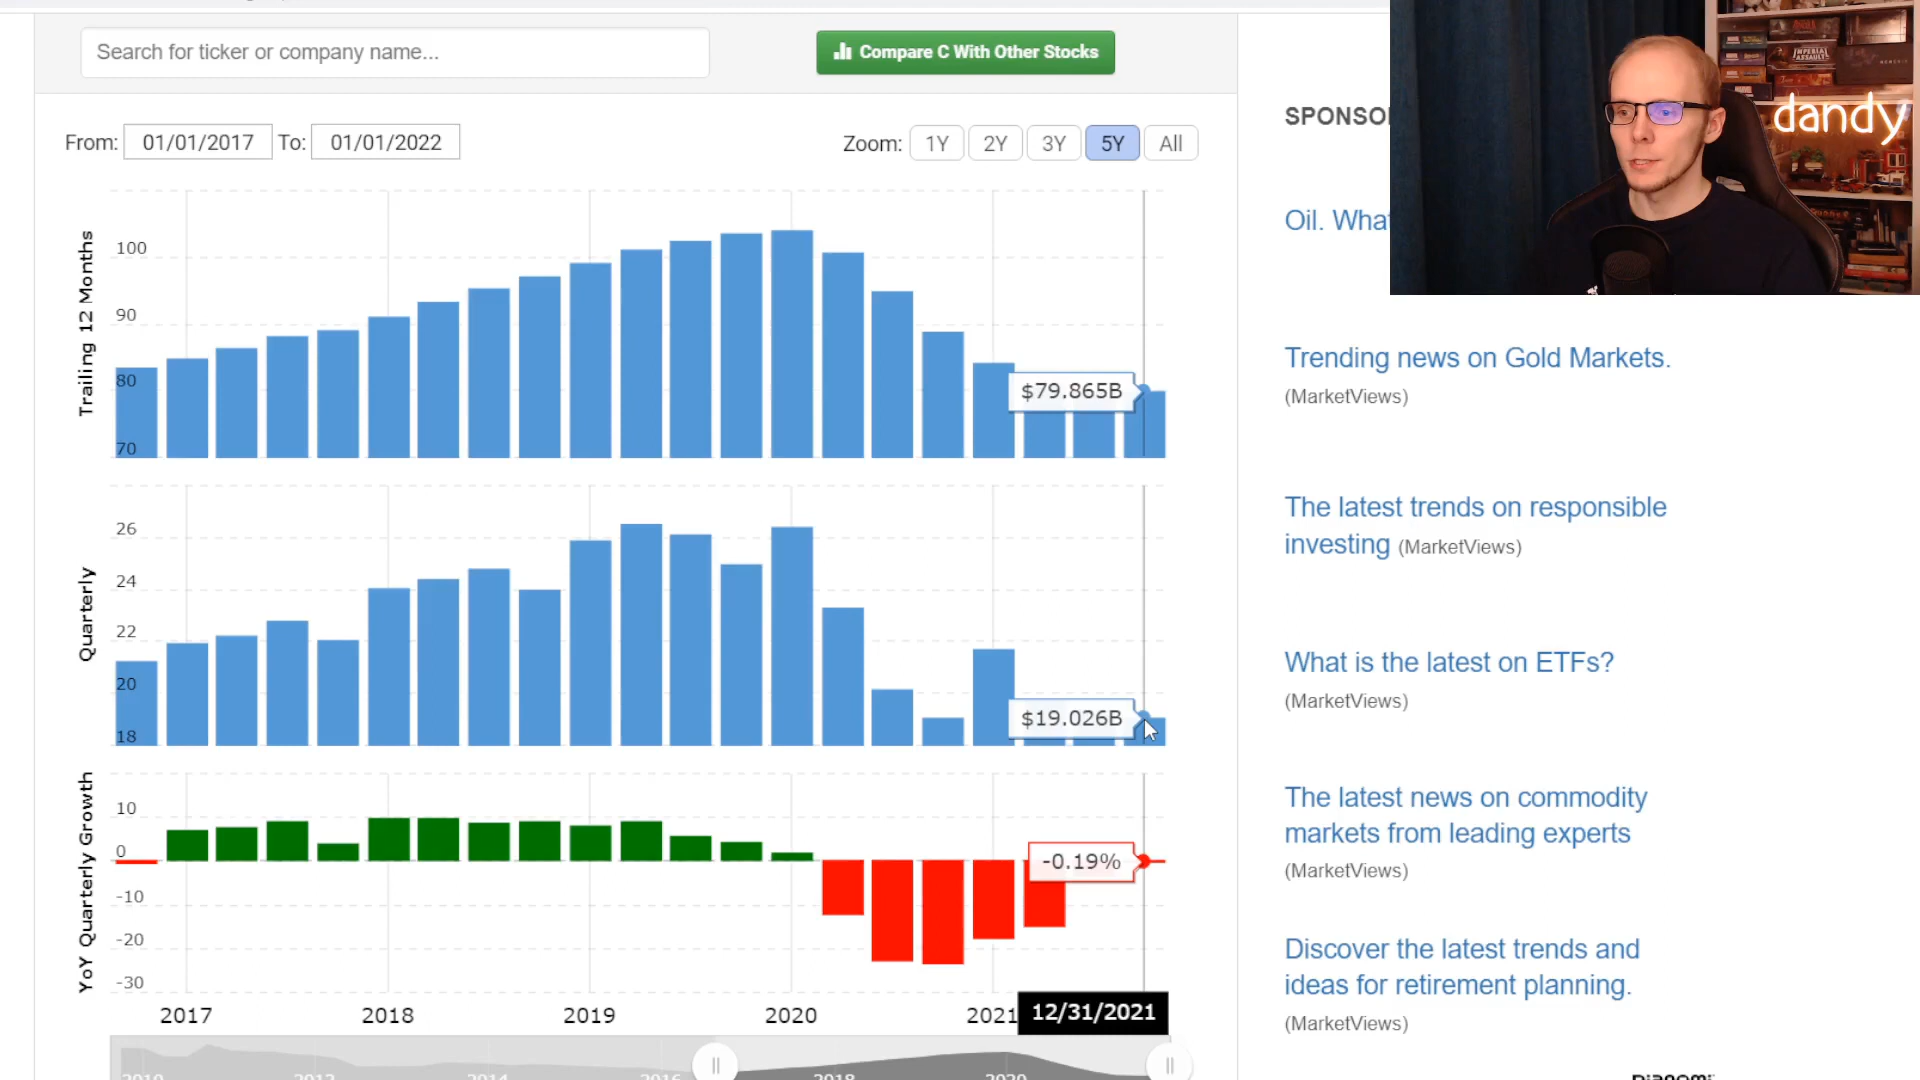 Search for ticker or company name...
Compare C With Other Stocks
From: 01/01/2017 To: 01/01/2022
Zoom: 1Y 2Y 3Y 5Y All
Trailing 12 Months
100
90
80
70
$79.865B
Quarterly
26
24
22
20
18
$19.026B
YoY Quarterly Growth
10
0
-10
-20
-30
-0.19%
2017 2018 2019 2020 2021 12/31/2021
2018 2020
SPONSO
Oil. What
Trending news on Gold Markets.
(MarketViews)
The latest trends on responsible
investing (MarketViews)
What is the latest on ETFs?
(MarketViews)
The latest news on commodity
markets from leading experts
(MarketViews)
Discover the latest trends and
ideas for retirement planning.
(MarketViews)
dandy
IMPERIAL
ASSAULT